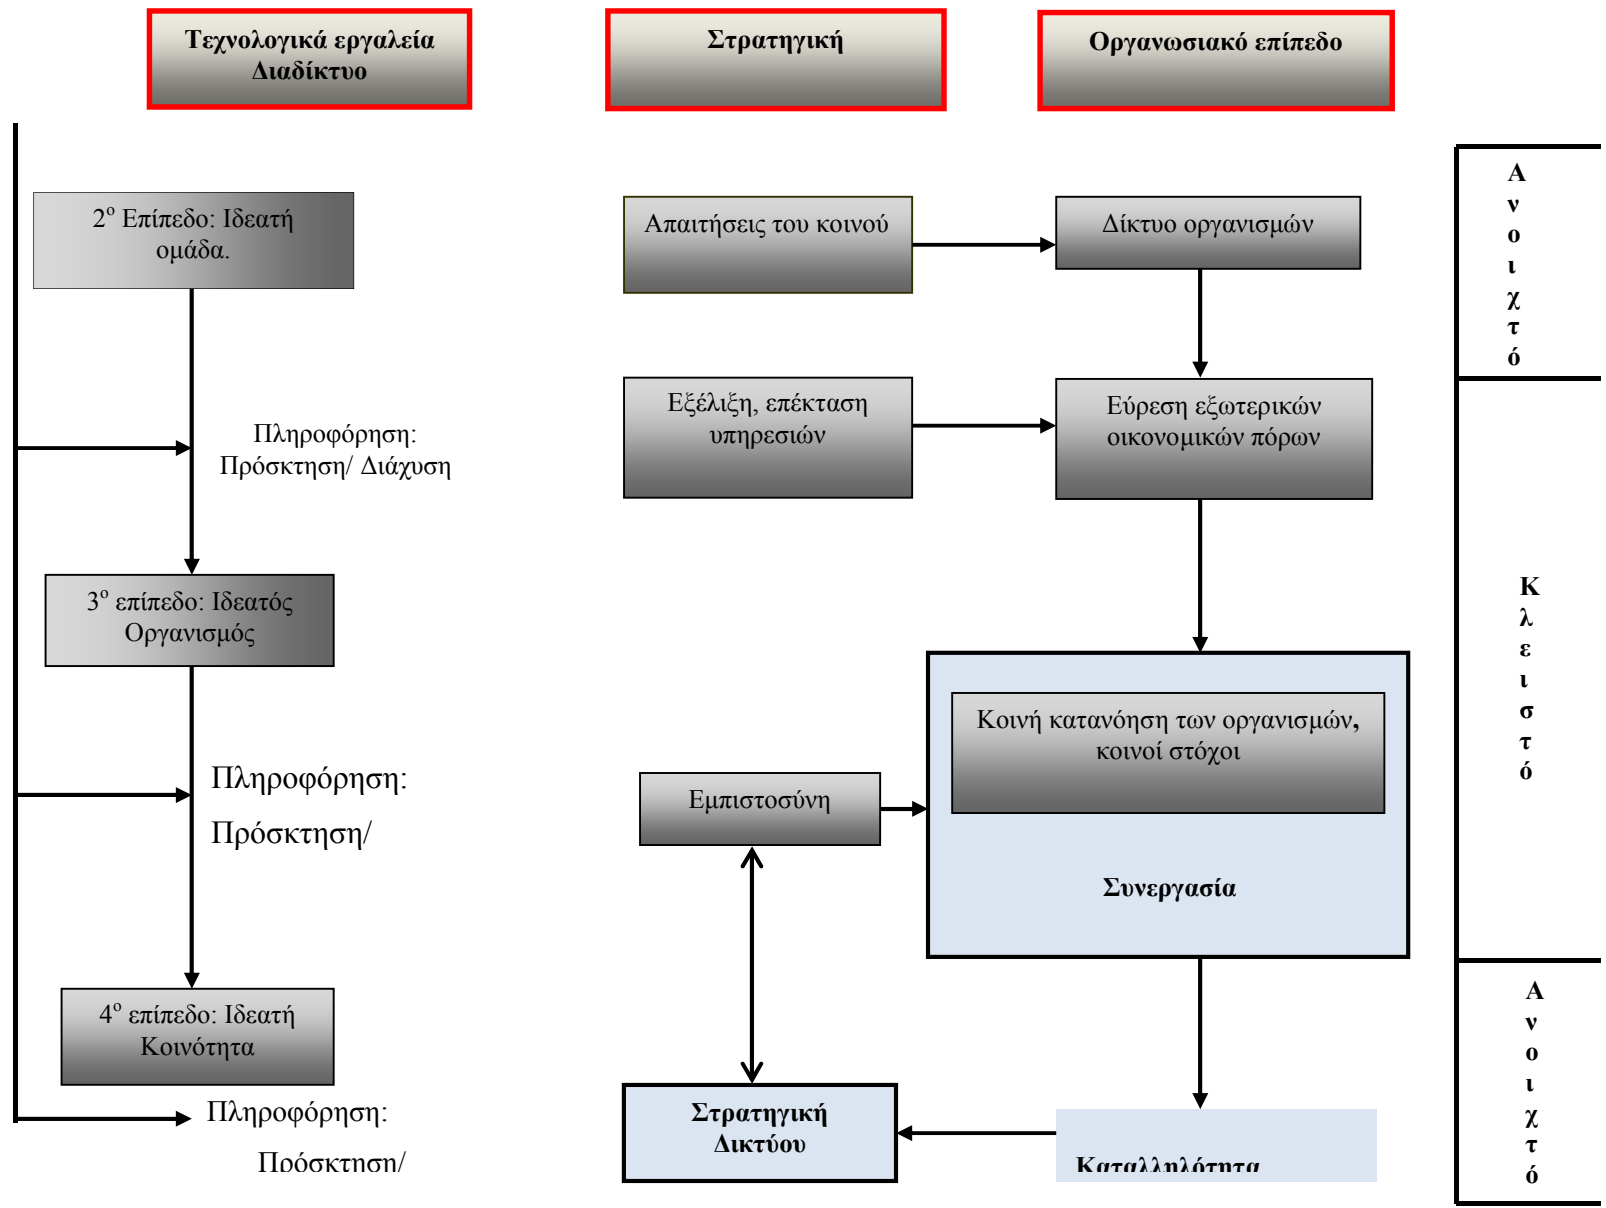 Τεχνολογικά εργαλεία
Διαδίκτυο
Στρατηγική
Οργανωσιακό επίπεδο
2ο Επίπεδο: Ιδεατή
ομάδα.
Πληροφόρηση:
Πρόσκτηση/ Διάχυση
3ο επίπεδο: Ιδεατός
Οργανισμός
Πληροφόρηση:
Πρόσκτηση/
4ο επίπεδο: Ιδεατή
Κοινότητα
Πληροφόρηση:
Πρόσκτηση/
Απαιτήσεις του κοινού
Δίκτυο οργανισμών
Εξέλιξη, επέκταση
υπηρεσιών
Εύρεση εξωτερικών
οικονομικών πόρων
Κοινή κατανόηση των οργανισμών,
κοινοί στόχοι
Εμπιστοσύνη
Συνεργασία
Στρατηγική
Δικτύου
Καταλληλότητα
Ανοιχτό
Κλειστό
Ανοιχτό